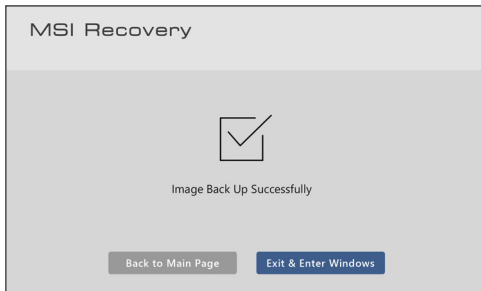 MSI Recovery
Image Back Up Successfully
Back to Main Page
Exit & Enter Windows